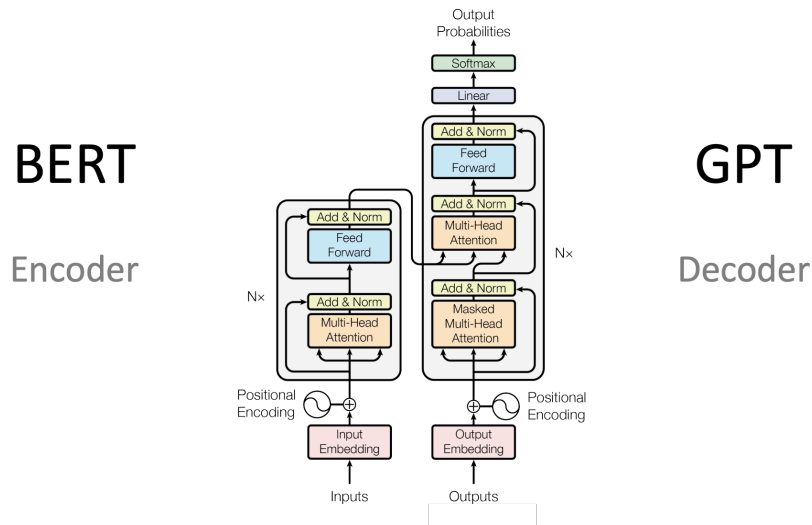 BERT
Encoder
Output
Probabilities
Softmax
Linear
Add & Norm
Feed
Forward
Add & Norm
Multi-Head
Attention
Add & Norm
Masked
Multi-Head
Attention
N×
Add & Norm
Feed
Forward
Add & Norm
Multi-Head
Attention
N×
Positional
Encoding
Positional
Encoding
Input
Embedding
Output
Embedding
Inputs
Outputs
GPT
Decoder